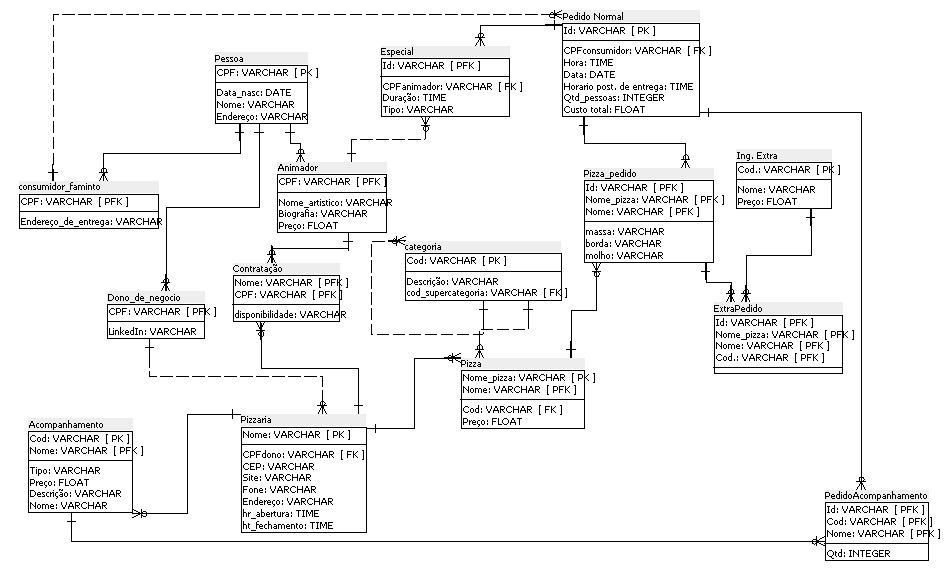 Pedido Normal
Id: VARCHAR [ PK ]
CPFconsumidor: VARCHAR [ FK ]
Hora: TIME
Data: DATE
Horario post. de entrega: TIME
Qtd_pessoas: INTEGER
Custo total: FLOAT
Especial
Id: VARCHAR [ PFK ]
CPFanimador: VARCHAR [ FK ]
Duração: TIME
Tipo: VARCHAR
Pessoa
CPF: VARCHAR [ PK ]
Data_nasc: DATE
Nome: VARCHAR
Endereço: VARCHAR
consumidor_faminto
CPF: VARCHAR [ PFK ]
Endereço_de_entrega: VARCHAR
Animador
CPF: VARCHAR [ PFK ]
Nome_artistico: VARCHAR
Biografia: VARCHAR
Preço: FLOAT
Pizza_pedido
Id: VARCHAR [ PFK ]
Nome_pizza: VARCHAR [ PFK ]
Nome: VARCHAR [ PFK ]
massa: VARCHAR
borda: VARCHAR
molho: VARCHAR
Ing. Extra
Cod.: VARCHAR [ PK ]
Nome: VARCHAR
Preço: FLOAT
categoria
Cod: VARCHAR [ PK ]
Descrição: VARCHAR
cod_supercategoria: VARCHAR [ FK ]
Contratação
Nome: VARCHAR [ PFK ]
CPF: VARCHAR [ PFK ]
disponibilidade: VARCHAR
Dono_de_negocio
CPF: VARCHAR [ PFK ]
LinkedIn: VARCHAR
ExtraPedido
Id: VARCHAR [ PFK ]
Nome_pizza: VARCHAR [ PFK ]
Nome: VARCHAR [ PFK ]
Cod.: VARCHAR [ PFK ]
Pizza
Nome_pizza: VARCHAR [ PK ]
Nome: VARCHAR [ PFK ]
Cod: VARCHAR [ FK ]
Preço: FLOAT
Acompanhamento
Cod: VARCHAR [ PK ]
Nome: VARCHAR [ PFK ]
Tipo: VARCHAR
Preço: FLOAT
Descrição: VARCHAR
Nome: VARCHAR
Pizzaria
Nome: VARCHAR [ PK ]
CPFdono: VARCHAR [ FK ]
CEP: VARCHAR
Site: VARCHAR
Fone: VARCHAR
Endereço: VARCHAR
hr_abertura: TIME
ht_fechamento: TIME
PedidoAcompanhamento
Id: VARCHAR [ PFK ]
Cod: VARCHAR [ PFK ]
Nome: VARCHAR [ PFK ]
Qtd: INTEGER